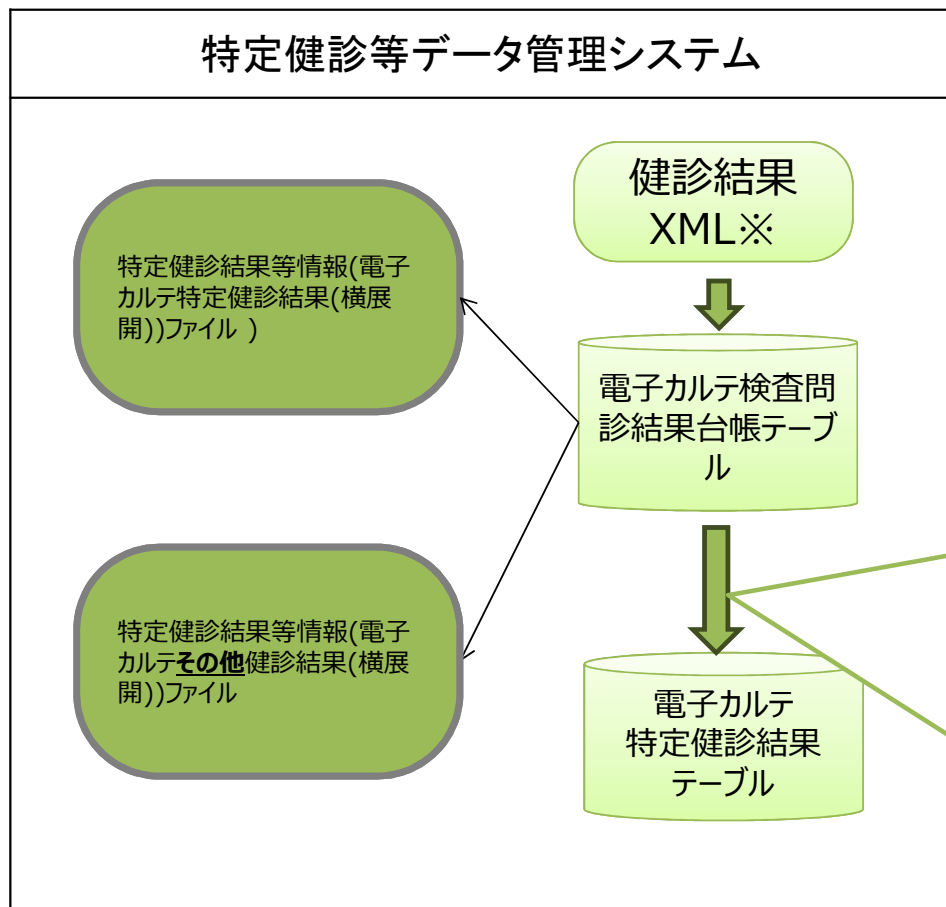 特定健診等データ管理システム
健診結果
XML※
特定健診結果等情報(電子
カルテ特定健診結果(横展
開))ファイル )
電子カルテ検査問
診結果台帳テーブ
ル
特定健診結果等情報(電子
カルテその他健診結果(横展
開))ファイル
電子カルテ
特定健診結果
テーブル